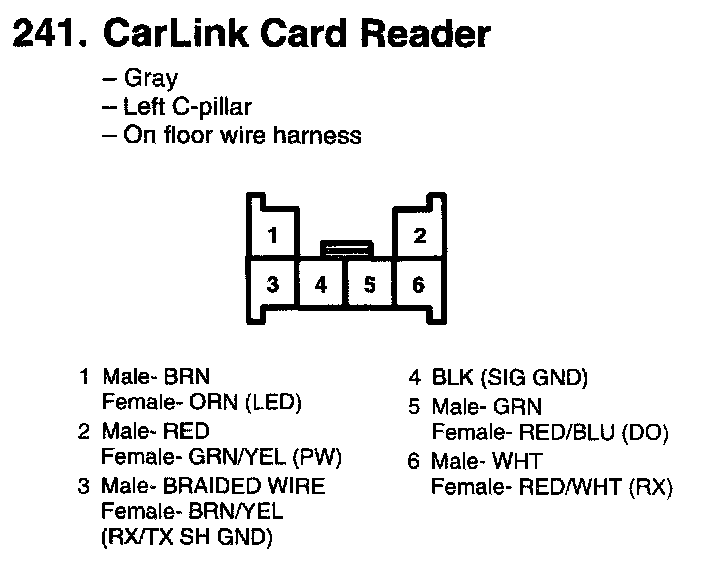 241. CarLink Card Reader
– Gray
– Left C-pillar
– On floor wire harness
1 2
3 4 5 6
1 Male- BRN
Female- ORN (LED)
2 Male- RED
Female- GRN/YEL (PW)
3 Male- BRAIDED WIRE
Female- BRN/YEL
(RX/TX SH GND)
4 BLK (SIG GND)
5 Male- GRN
Female- RED/BLU (DO)
6 Male- WHT
Female- RED/WHT (RX)